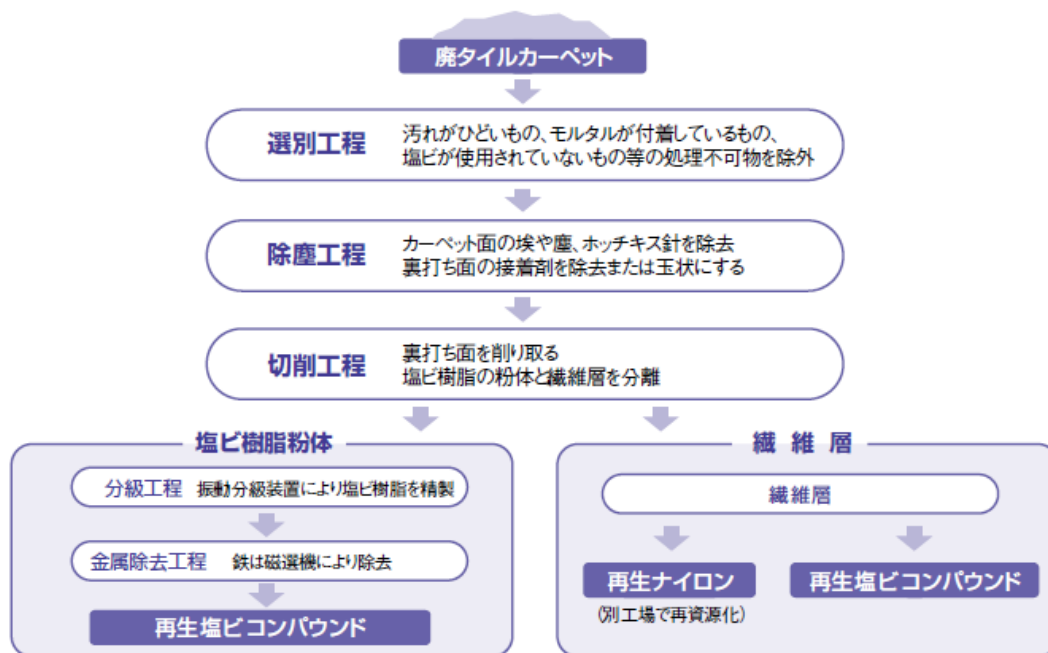 廃タイルカーペット
選別工程
汚れがひどいもの、モルタルが付着しているもの、
塩ビが使用されていないもの等の処理不可物を除外
除塵工程
カーペット面の埃や塵、ホッチキス針を除去
裏打ち面の接着剤を除去または玉状にする
切削工程
裏打ち面を削り取る
塩ビ樹脂の粉体と繊維層を分離
塩ビ樹脂粉体
分級工程 振動分級装置により塩ビ樹脂を精製
金属除去工程 鉄は磁選機により除去
再生塩ビコンパウンド
繊維層
繊維層
再生ナイロン
(別工場で再資源化)
再生塩ビコンパウンド